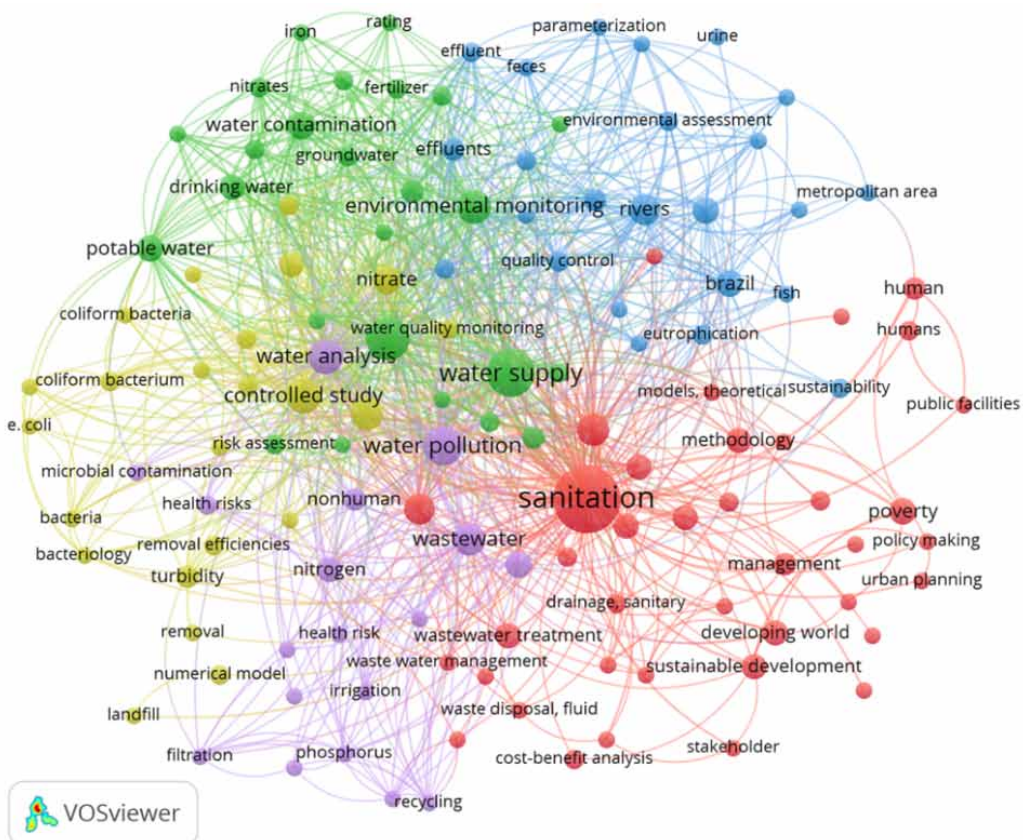 iron
rating
parameterization
urine
effluent
feces
nitrates
fertilizer
water contamination
environmental assessment
groundwater
effluents
drinking water
metropolitan area
environmental monitoring
rivers
potable water
quality control
nitrate
brazil
fish
human
coliform bacteria
water quality monitoring
humans
eutrophication
water analysis
water supply
coliform bacterium
controlled study
models, theoretical
sustainability
public facilities
e. coli
risk assessment
water pollution
methodology
microbial contamination
health risks
nonhuman
sanitation
bacteria
poverty
wastewater
policy making
bacteriology
removal efficiencies
turbidity
nitrogen
management
urban planning
drainage, sanitary
removal
health risk
wastewater treatment
developing world
waste water management
sustainable development
numerical model
irrigation
landfill
waste disposal, fluid
filtration
phosphorus
cost-benefit analysis
stakeholder
recycling
VOSviewer